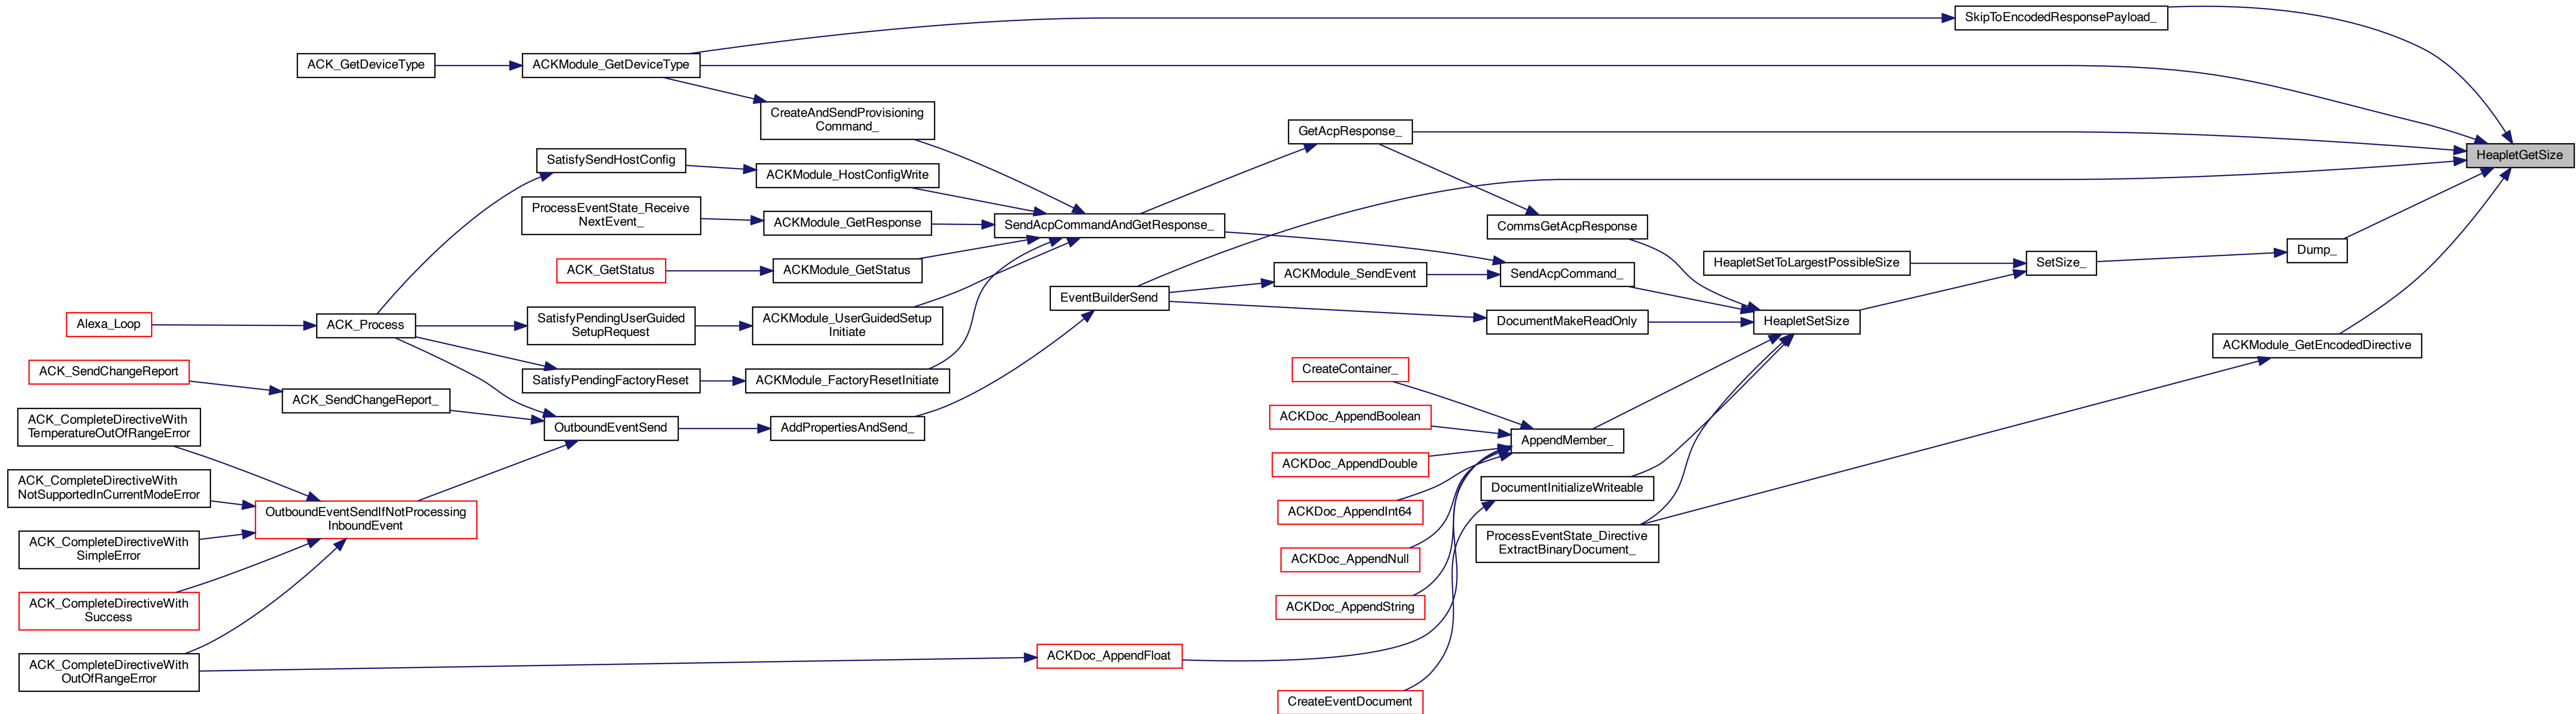 SkipToEncodedResponsePayload_
ACK_GetDeviceType
ACKModule_GetDeviceType
CreateAndSendProvisioning
Command_
GetAcpResponse_
HeapletGetSize
SatisfySendHostConfig
ACKModule_HostConfigWrite
ProcessEventState_Receive
NextEvent_
ACKModule_GetResponse
SendAcpCommandAndGetResponse_
CommsGetAcpResponse
Dump_
HeapletSetToLargestPossibleSize
SetSize_
ACK_GetStatus
ACKModule_GetStatus
ACKModule_SendEvent
SendAcpCommand_
EventBuilderSend
Alexa_Loop
ACK_Process
SatisfyPendingUserGuided
SetupRequest
ACKModule_UserGuidedSetup
Initiate
DocumentMakeReadOnly
HeapletSetSize
ACKModule_GetEncodedDirective
ACK_SendChangeReport
SatisfyPendingFactoryReset
ACKModule_FactoryResetInitiate
CreateContainer_
ACK_SendChangeReport_
ACKDoc_AppendBoolean
ACK_CompleteDirectiveWith
TemperatureOutOfRangeError
OutboundEventSend
AddPropertiesAndSend_
AppendMember_
ACKDoc_AppendDouble
ACK_CompleteDirectiveWith
NotSupportedInCurrentModeError
DocumentInitializeWriteable
OutboundEventSendIfNotProcessing
InboundEvent
ACKDoc_AppendInt64
ACK_CompleteDirectiveWith
SimpleError
ProcessEventState_Directive
ExtractBinaryDocument_
ACKDoc_AppendNull
ACK_CompleteDirectiveWith
Success
ACKDoc_AppendString
ACK_CompleteDirectiveWith
OutOfRangeError
ACKDoc_AppendFloat
CreateEventDocument